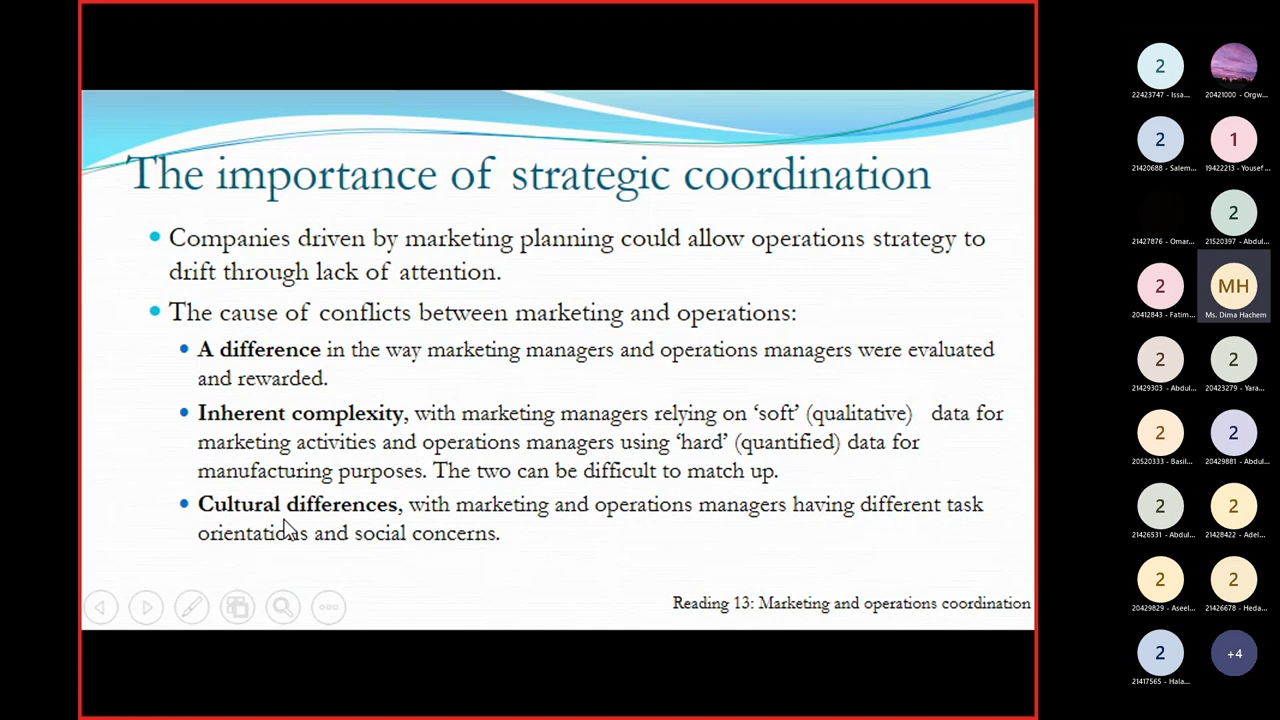 The importance of strategic coordination
Companies driven by marketing planning could allow operations strategy to
drift through lack of attention.
The cause of conflicts between marketing and operations:
A difference in the way marketing managers and operations managers were evaluated
and rewarded.
Inherent complexity, with marketing managers relying on ‘soft’ (qualitative) data for
marketing activities and operations managers using ‘hard’ (quantified) data for
manufacturing purposes. The two can be difficult to match up.
Cultural differences, with marketing and operations managers having different task
orientations and social concerns.
Reading 13: Marketing and operations coordination
2
22423747 - Issa...
20421000 - Orgw...
2
21420688 - Salem...
1
19422213 - Yousef ...
21427876 - Omar...
2
21520397 - Abdul...
2
20412843 - Fatim...
MH
Ms. Dima Hachem
2
21429303 - Abdul...
2
20423279 - Yara...
2
20520333 - Basil...
2
20429881 - Abdul...
2
21426531 - Abdul...
2
21428422 - Adel...
2
20429829 - Aseel...
2
21426678 - Heda...
2
21417565 - Hala...
+4